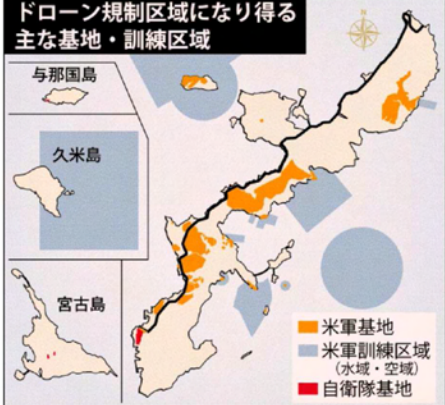 ドローン規制区域になり得る
主な基地・訓練区域
与那国島
久米島
宮古島
米軍基地
米軍訓練区域
(水域・空域)
自衛隊基地